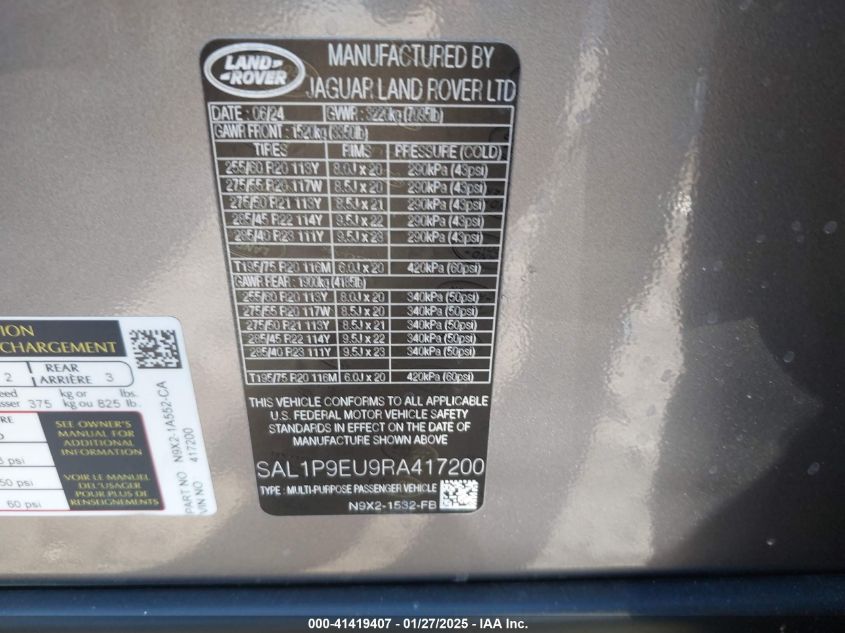 LAND ROVER
MANUFACTURED BY
JAGUAR LAND ROVER LTD
DATE: 06/24 GVWR: 3220kg (7095lb)
GAWR FRONT: 1520kg (3350lb)
TIRES RIMS PRESSURE (COLD)
255/60 R20 113Y 8.0J x 20 290kPa (43psi)
275/55 R20 117W 8.5J x 20 290kPa (43psi)
275/50 R21 113Y 8.5J x 21 290kPa (43psi)
285/45 R22 114Y 9.5J x 22 290kPa (43psi)
285/40 R23 111Y 9.5J x 23 290kPa (43psi)
T195/75 R20 116M 6.0J x 20 420kPa (60psi)
GAWR REAR: 1900kg (4185lb)
255/60 R20 113Y 8.0J x 20 340kPa (50psi)
275/55 R20 117W 8.5J x 20 340kPa (50psi)
275/50 R21 113Y 8.5J x 21 340kPa (50psi)
285/45 R22 114Y 9.5J x 22 340kPa (50psi)
285/40 R23 111Y 9.5J x 23 340kPa (50psi)
T195/75 R20 116M 6.0J x 20 420kPa (60psi)
THIS VEHICLE CONFORMS TO ALL APPLICABLE
U.S. FEDERAL MOTOR VEHICLE SAFETY
STANDARDS IN EFFECT ON THE DATE OF
MANUFACTURE SHOWN ABOVE
SAL1P9EU9RA417200
TYPE : MULTI-PURPOSE PASSENGER VEHICLE
N9X2-1532-FB
CHARGEMENT
2 REAR
ARRIÈRE 3
kg or lbs.
375 kg ou 825 lb.
SEE OWNER'S
MANUAL FOR
ADDITIONAL
INFORMATION
VOIR LE MANUEL
DE L'USAGER
POUR PLUS DE
RENSEIGNEMENTS
50 psi
60 psi
PART NO N9X2-1A552-CA
VIN NO 417200
000-41419407 — 01/27/2025 — IAA Inc.